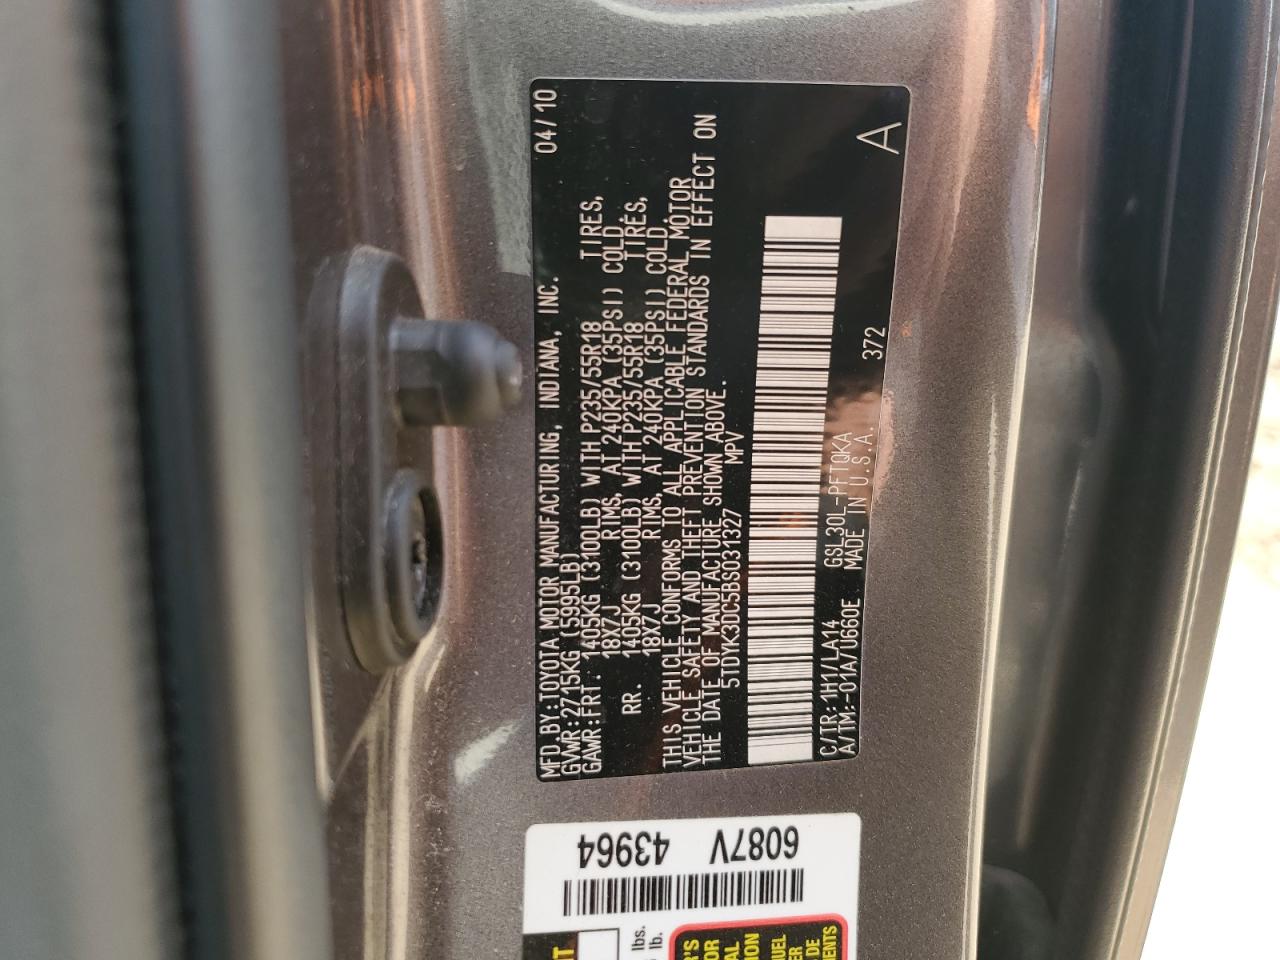 MFD.BY:TOYOTA MOTOR MANUFACTURING, INDIANA, INC. 04/10
GVWR:2715KG (5995LB)
GAWR:FRT. 1405KG (3100LB) WITH P235/55R18 TIRES,
18X7J RIMS, AT 240KPA (35PSI) COLD.
RR. 1405KG (3100LB) WITH P235/55R18 TIRES,
18X7J RIMS, AT 240KPA (35PSI) COLD.
THIS VEHICLE CONFORMS TO ALL APPLICABLE FEDERAL MOTOR
VEHICLE SAFETY AND THEFT PREVENTION STANDARDS IN EFFECT ON
THE DATE OF MANUFACTURE SHOWN ABOVE.
5TDYK3DC5BS031327 MPV
C/TR:1H1/LA14 GSL30L-PFTQKA 372 A
A/TM:-01A/U660E MADE IN U.S.A.
6087V 43964
lbs.
lb.